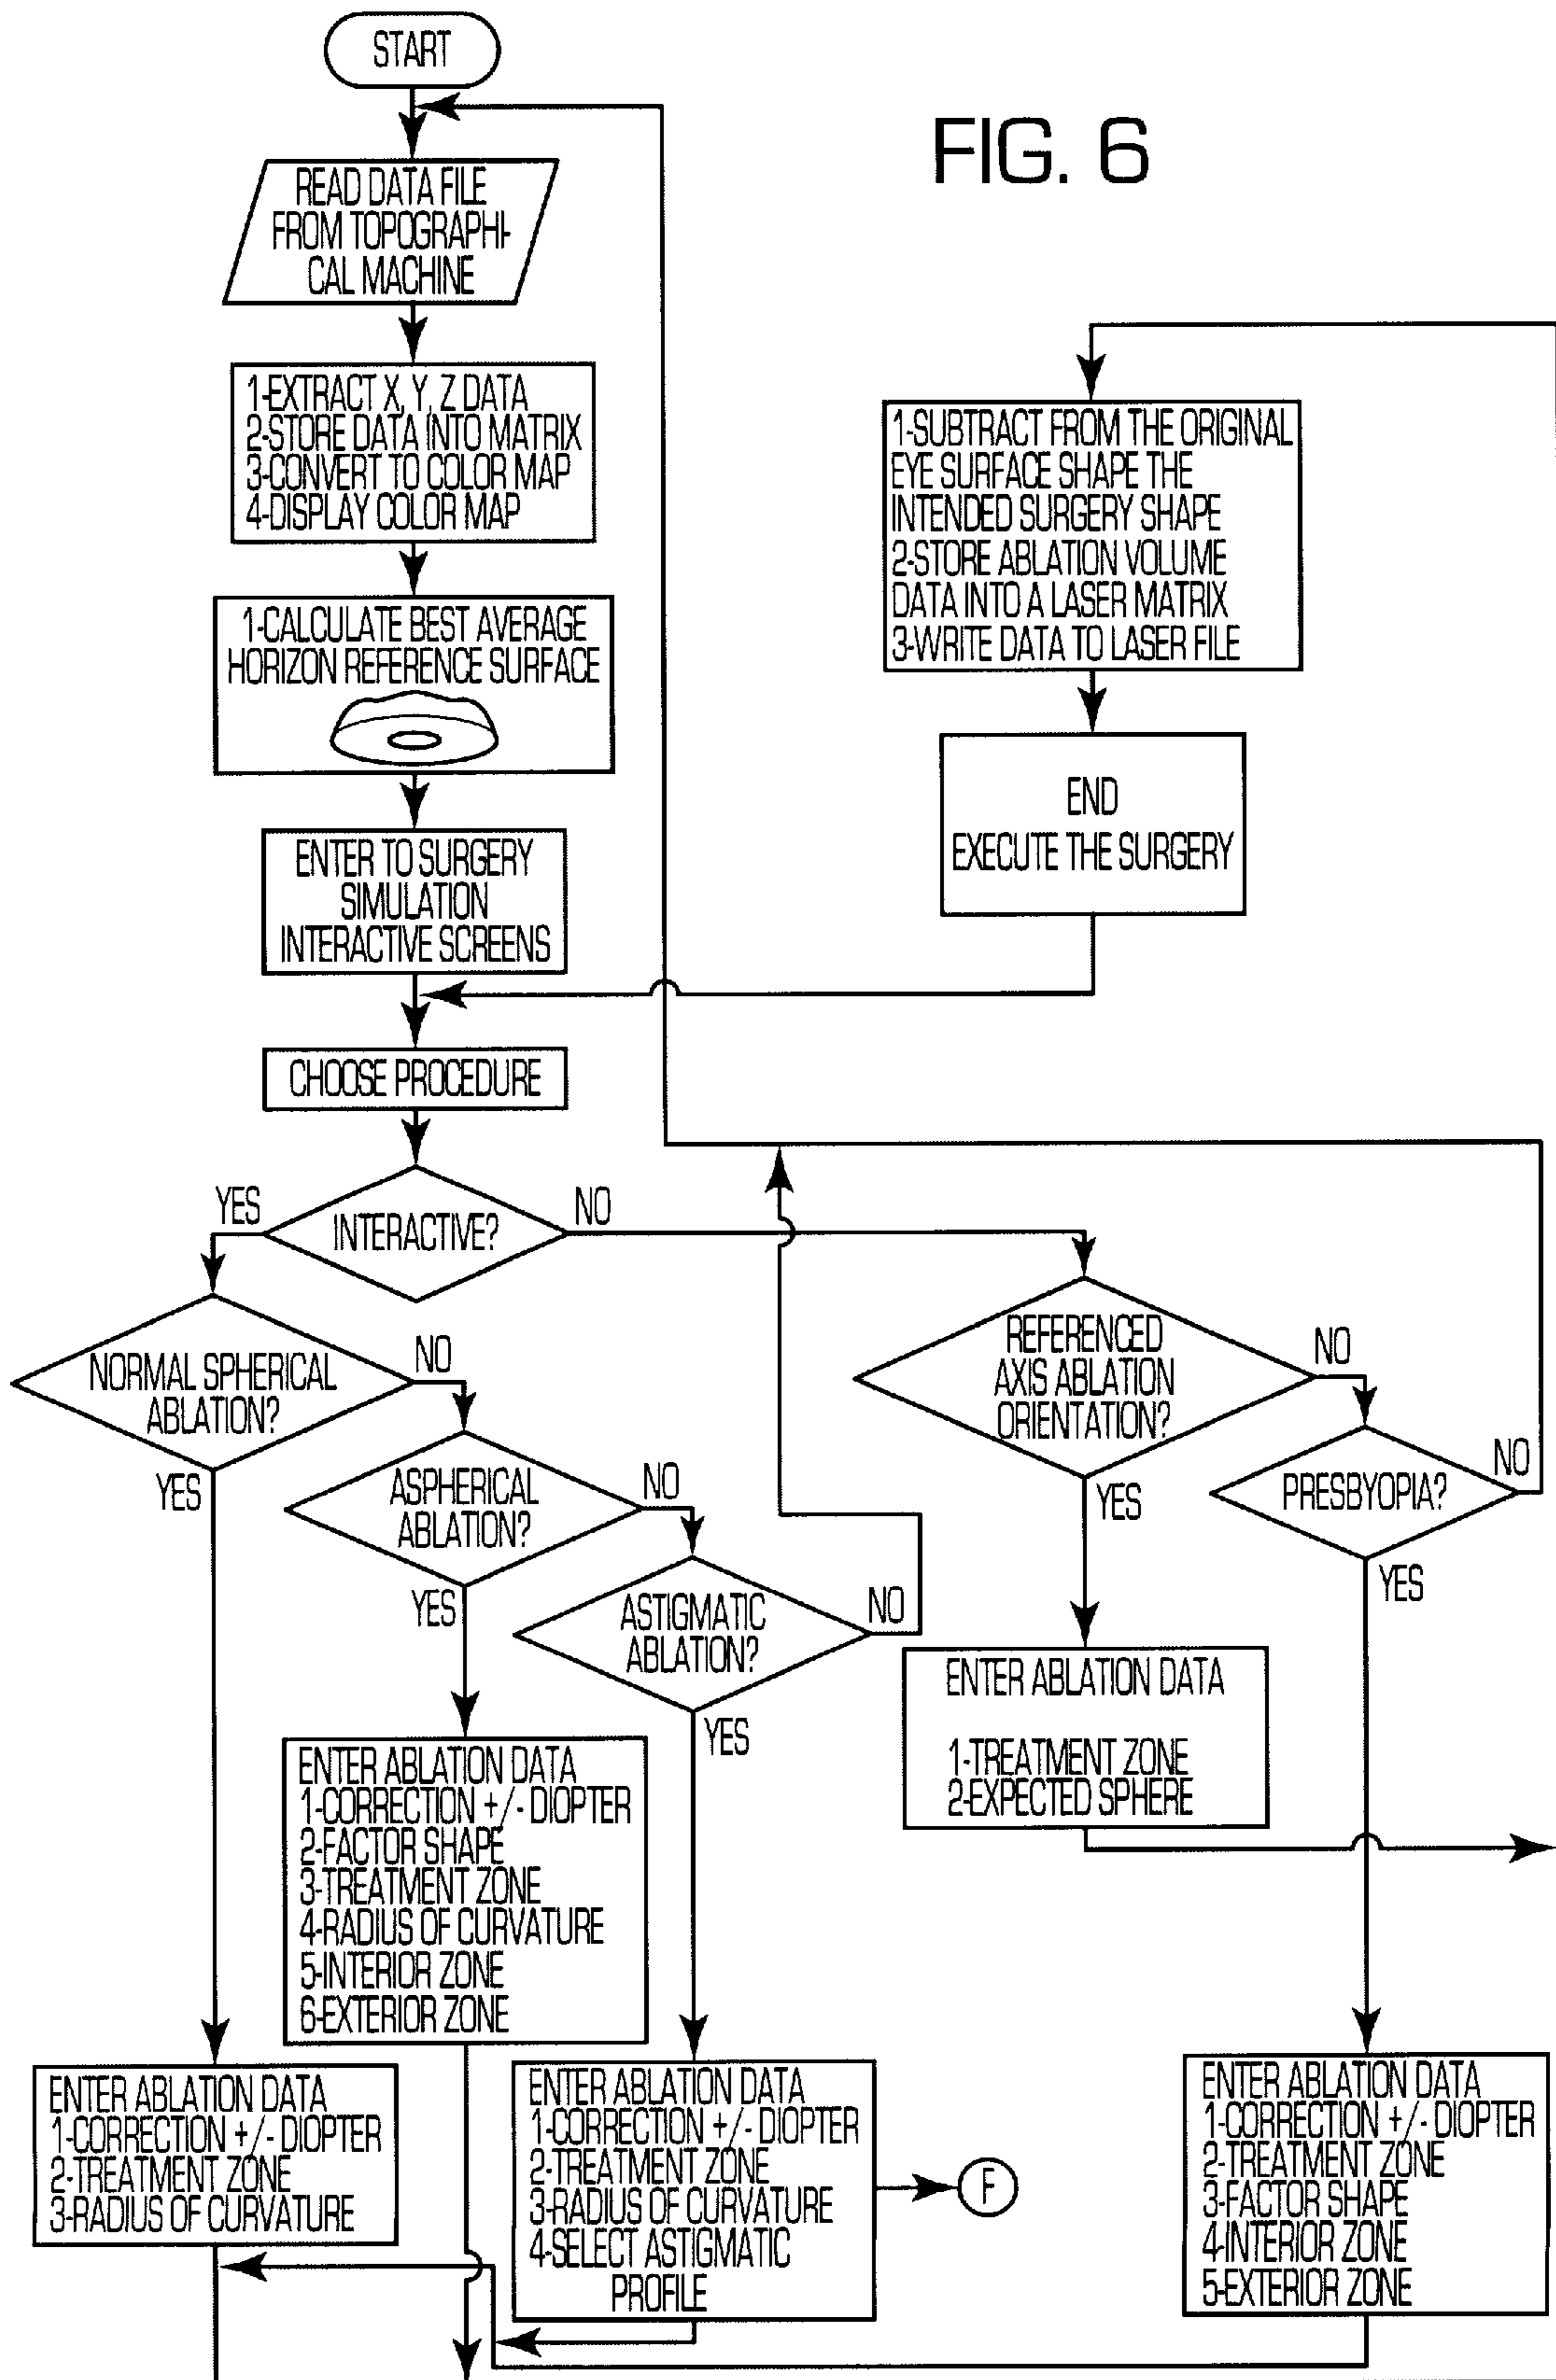 START
FIG. 6
READ DATA FILE
FROM TOPOGRAPHI-
CAL MACHINE
1-EXTRACT X, Y, Z DATA
2-STORE DATA INTO MATRIX
3-CONVERT TO COLOR MAP
4-DISPLAY COLOR MAP
1-SUBTRACT FROM THE ORIGINAL
EYE SURFACE SHAPE THE
INTENDED SURGERY SHAPE
2-STORE ABLATION VOLUME
DATA INTO A LASER MATRIX
3-WRITE DATA TO LASER FILE
1-CALCULATE BEST AVERAGE
HORIZON REFERENCE SURFACE
END
EXECUTE THE SURGERY
ENTER TO SURGERY
SIMULATION
INTERACTIVE SCREENS
CHOOSE PROCEDURE
YES
INTERACTIVE?
NO
NORMAL SPHERICAL
ABLATION?
NO
YES
REFERENCED
AXIS ABLATION
ORIENTATION?
NO
YES
ASPHERICAL
ABLATION?
NO
YES
PRESBYOPIA?
NO
YES
ASTIGMATIC
ABLATION?
NO
YES
ENTER ABLATION DATA
1-TREATMENT ZONE
2-EXPECTED SPHERE
ENTER ABLATION DATA
1-CORRECTION +/- DIOPTER
2-FACTOR SHAPE
3-TREATMENT ZONE
4-RADIUS OF CURVATURE
5-INTERIOR ZONE
6-EXTERIOR ZONE
ENTER ABLATION DATA
1-CORRECTION +/- DIOPTER
2-TREATMENT ZONE
3-RADIUS OF CURVATURE
ENTER ABLATION DATA
1-CORRECTION +/- DIOPTER
2-TREATMENT ZONE
3-RADIUS OF CURVATURE
4-SELECT ASTIGMATIC
PROFILE
F
ENTER ABLATION DATA
1-CORRECTION +/- DIOPTER
2-TREATMENT ZONE
3-FACTOR SHAPE
4-INTERIOR ZONE
5-EXTERIOR ZONE